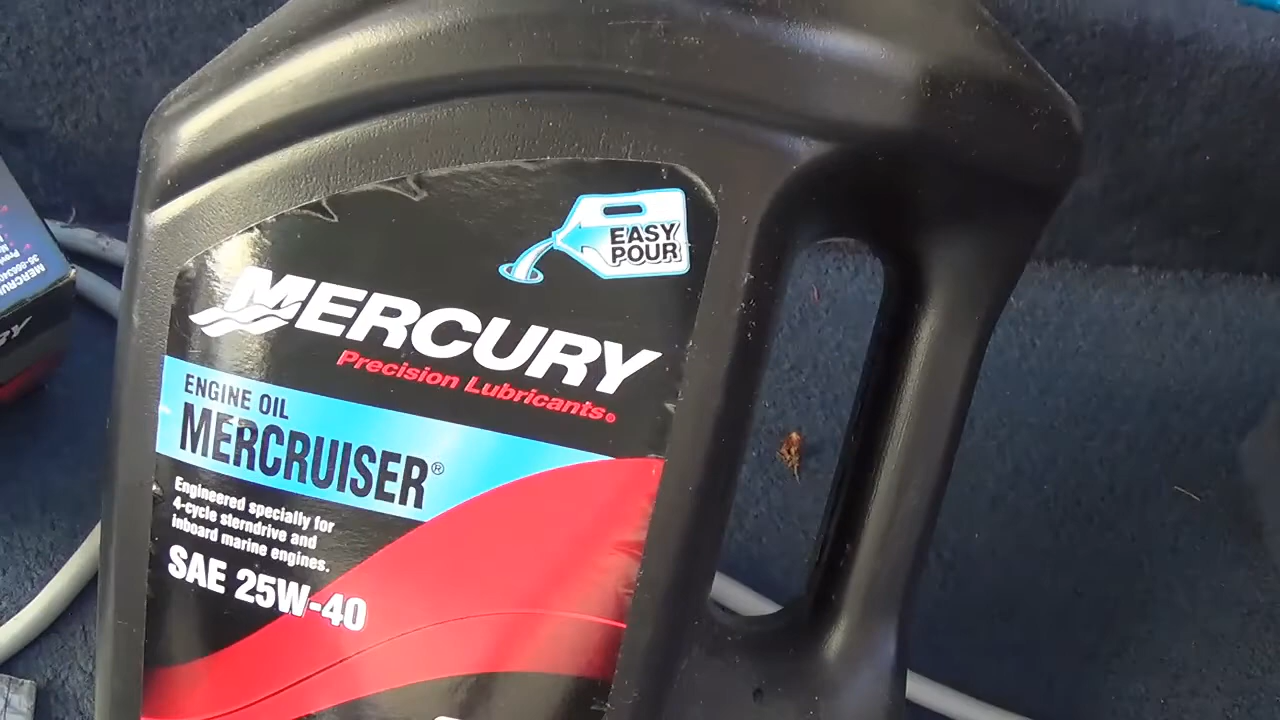 EASY
POUR
MERCURY
Precision Lubricants®
ENGINE OIL
MERCRUISER®
Engineered specially for
4-cycle sterndrive and
inboard marine engines.
SAE 25W-40